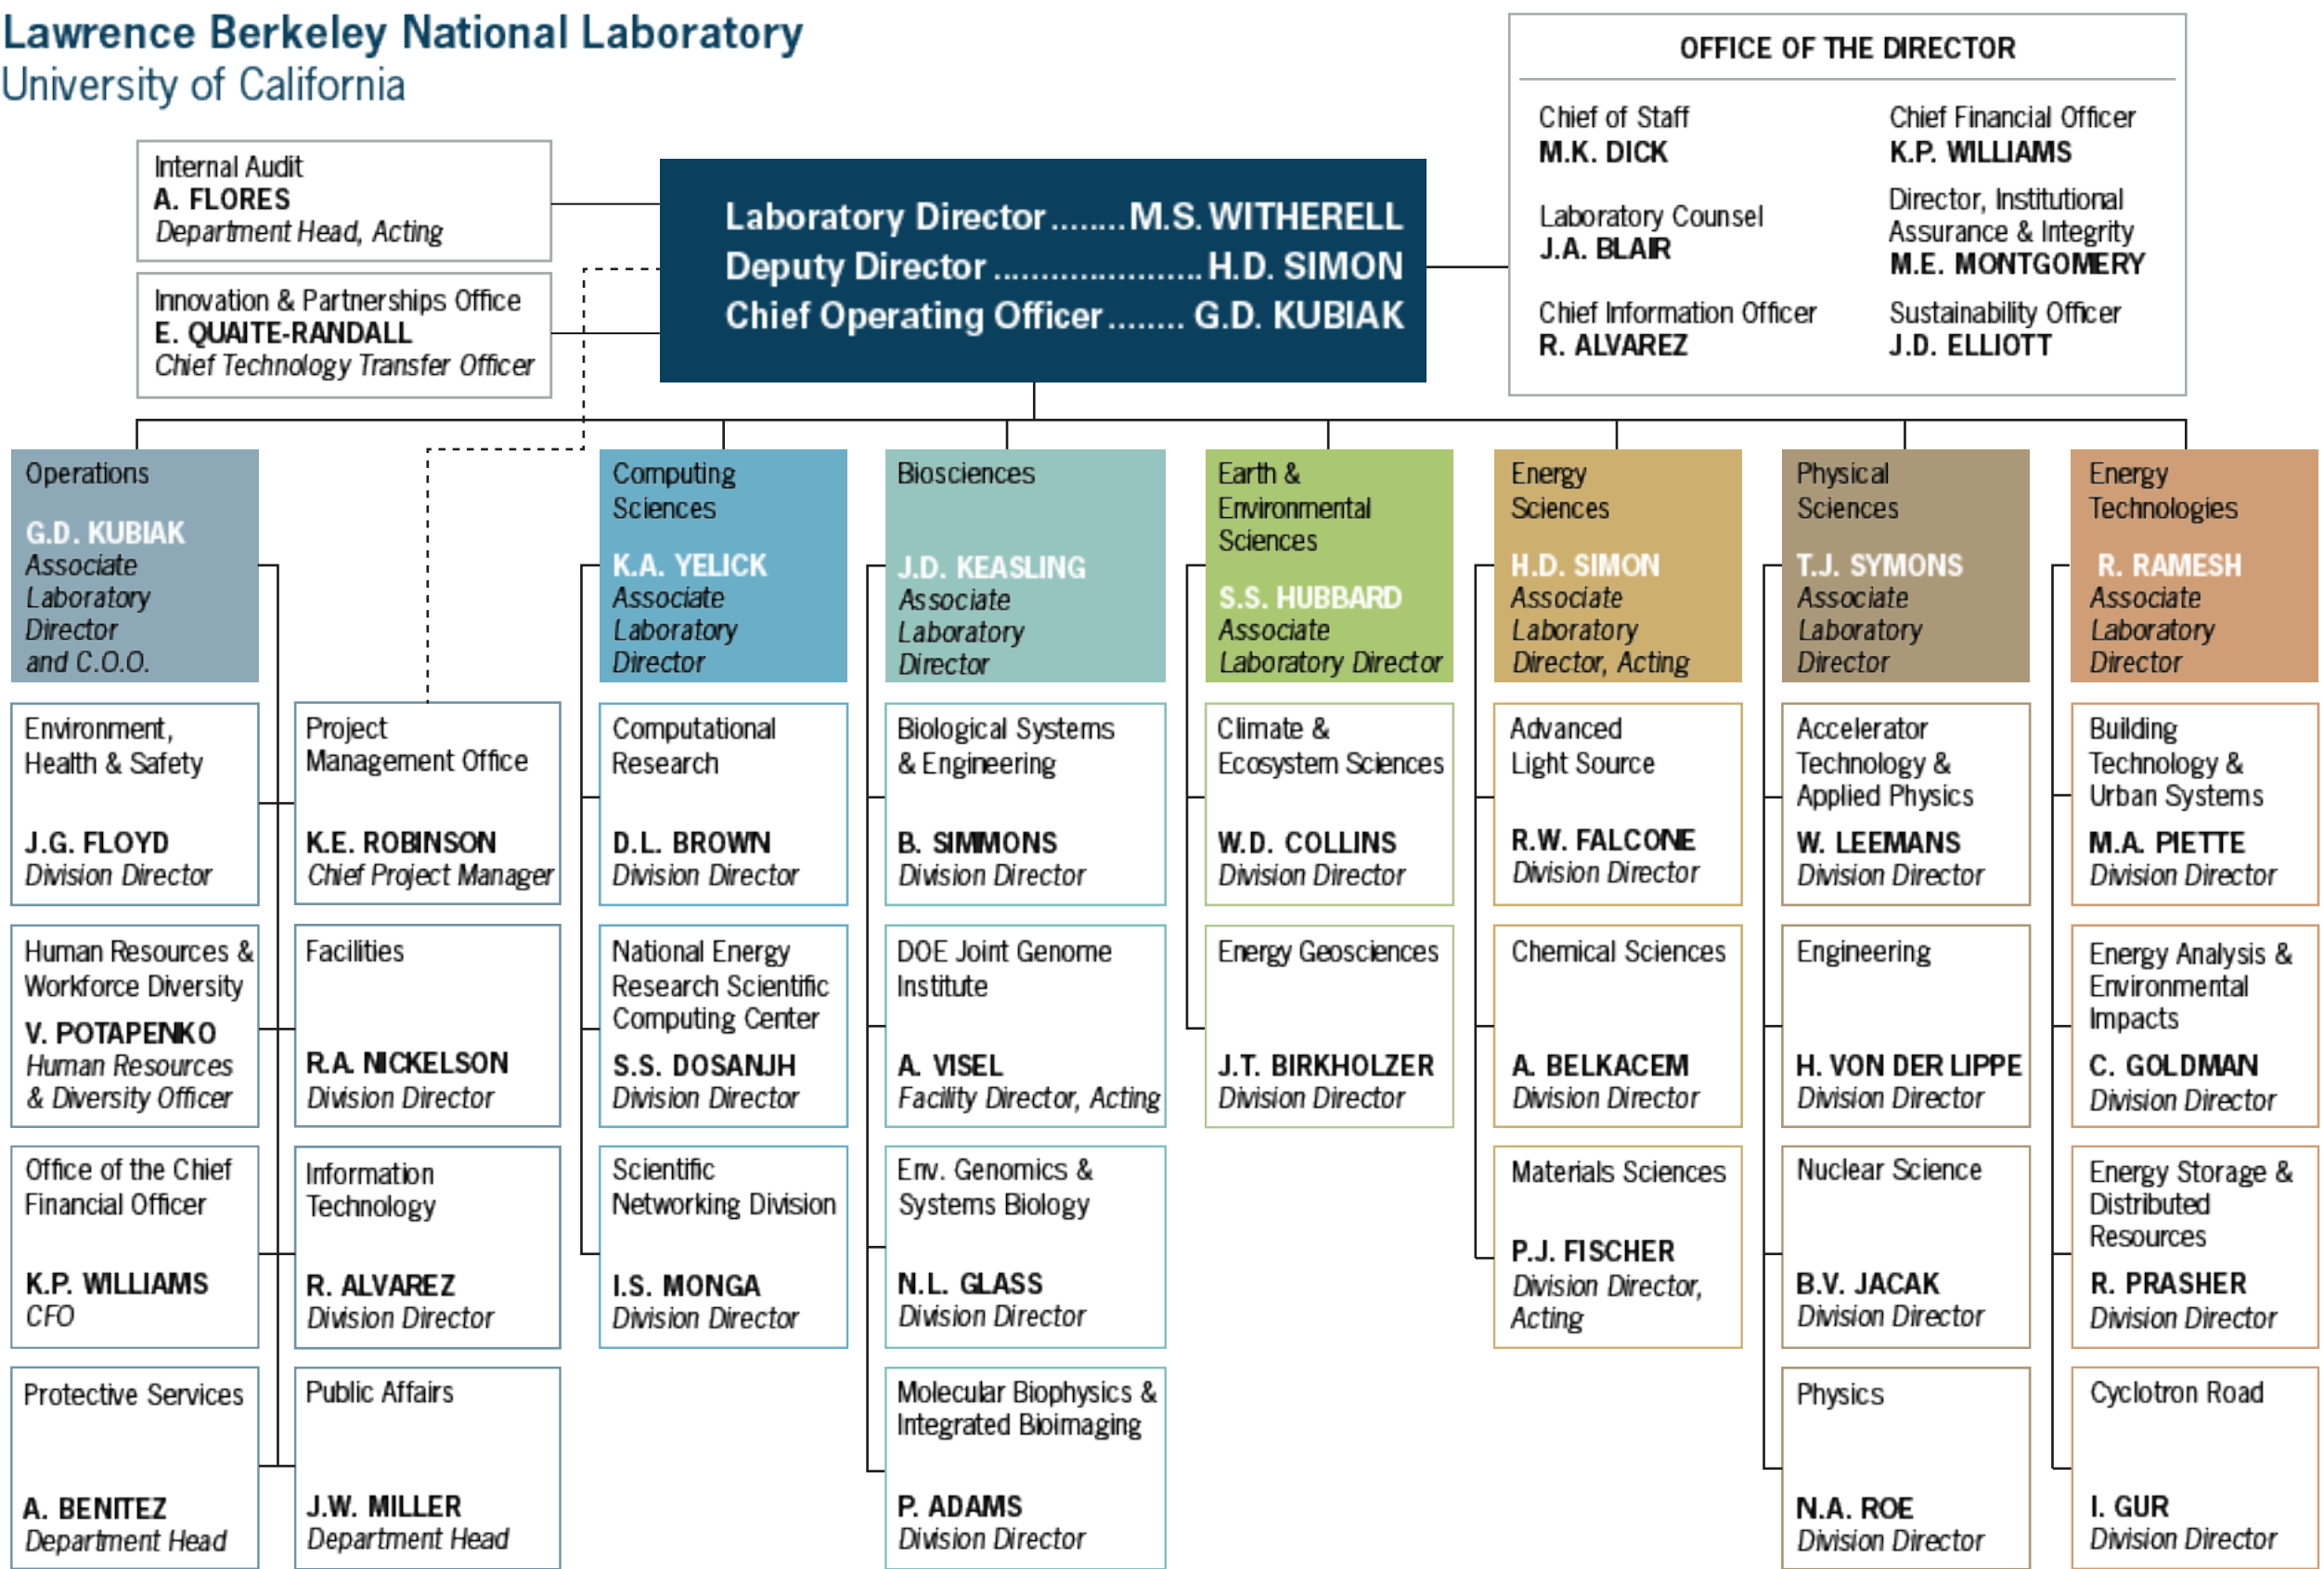 Lawrence Berkeley National Laboratory
University of California
OFFICE OF THE DIRECTOR
Chief of Staff
M.K. DICK
Laboratory Counsel
J.A. BLAIR
Chief Information Officer
R. ALVAREZ
Chief Financial Officer
K.P. WILLIAMS
Director, Institutional
Assurance & Integrity
M.E. MONTGOMERY
Sustainability Officer
J.D. ELLIOTT
Internal Audit
A. FLORES
Department Head, Acting
Innovation & Partnerships Office
E. QUAITE-RANDALL
Chief Technology Transfer Officer
Laboratory Director ........ M.S. WITHERELL
Deputy Director ...................... H.D. SIMON
Chief Operating Officer ........ G.D. KUBIAK
Operations
G.D. KUBIAK
Associate
Laboratory
Director
and C.O.O.
Environment,
Health & Safety
J.G. FLOYD
Division Director
Human Resources &
Workforce Diversity
V. POTAPENKO
Human Resources
& Diversity Officer
Office of the Chief
Financial Officer
K.P. WILLIAMS
CFO
Protective Services
A. BENITEZ
Department Head
Project
Management Office
K.E. ROBINSON
Chief Project Manager
Facilities
R.A. NICKELSON
Division Director
Information
Technology
R. ALVAREZ
Division Director
Public Affairs
J.W. MILLER
Department Head
Computing
Sciences
K.A. YELICK
Associate
Laboratory
Director
Computational
Research
D.L. BROWN
Division Director
National Energy
Research Scientific
Computing Center
S.S. DOSANJH
Division Director
Scientific
Networking Division
I.S. MONGA
Division Director
Biosciences
J.D. KEASLING
Associate
Laboratory
Director
Biological Systems
& Engineering
B. SIMMONS
Division Director
DOE Joint Genome
Institute
A. VISEL
Facility Director, Acting
Env. Genomics &
Systems Biology
N.L. GLASS
Division Director
Molecular Biophysics &
Integrated Bioimaging
P. ADAMS
Division Director
Earth &
Environmental
Sciences
S.S. HUBBARD
Associate
Laboratory Director
Climate &
Ecosystem Sciences
W.D. COLLINS
Division Director
Energy Geosciences
J.T. BIRKHOLZER
Division Director
Energy
Sciences
H.D. SIMON
Associate
Laboratory
Director, Acting
Advanced
Light Source
R.W. FALCONE
Division Director
Chemical Sciences
A. BELKACEM
Division Director
Materials Sciences
P.J. FISCHER
Division Director,
Acting
Physical
Sciences
T.J. SYMONS
Associate
Laboratory
Director
Accelerator
Technology &
Applied Physics
W. LEEMANS
Division Director
Engineering
H. VON DER LIPPE
Division Director
Nuclear Science
B.V. JACAK
Division Director
Physics
N.A. ROE
Division Director
Energy
Technologies
R. RAMESH
Associate
Laboratory
Director
Building
Technology &
Urban Systems
M.A. PIETTE
Division Director
Energy Analysis &
Environmental
Impacts
C. GOLDMAN
Division Director
Energy Storage &
Distributed
Resources
R. PRASHER
Division Director
Cyclotron Road
I. GUR
Division Director